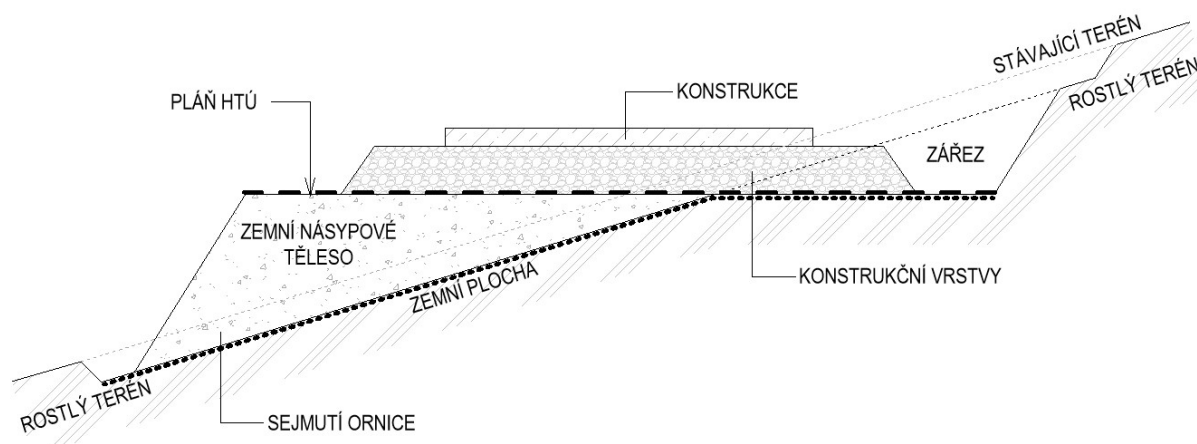 STÁVAJÍCÍ TERÉN
ROSTLÝ TERÉN
PLÁŇ HTÚ
KONSTRUKCE
ZÁŘEZ
ZEMNÍ NÁSYPOVÉ
TĚLESO
ZEMNÍ PLOCHA
KONSTRUKČNÍ VRSTVY
ROSTLÝ TERÉN
SEJMUTÍ ORNICE